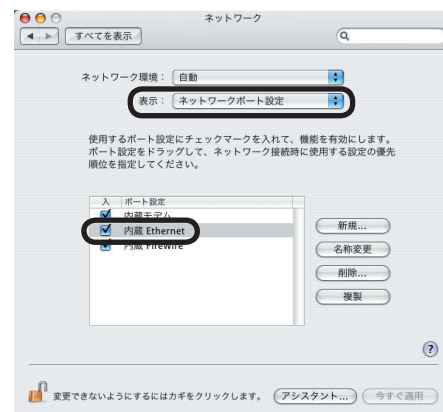 ネットワーク
すべてを表示
ネットワーク環境： 自動
表示： ネットワークポート設定
使用するポート設定にチェックマークを入れて、機能を有効にします。
ポート設定をドラッグして、ネットワーク接続時に使用する設定の優先
順位を指定してください。
入 ポート設定
内蔵モデム
内蔵 Ethernet
内蔵 FireWire
新規...
名称変更
削除...
複製
?
変更できないようにするにはカギをクリックします。 アシスタント... 今すぐ適用